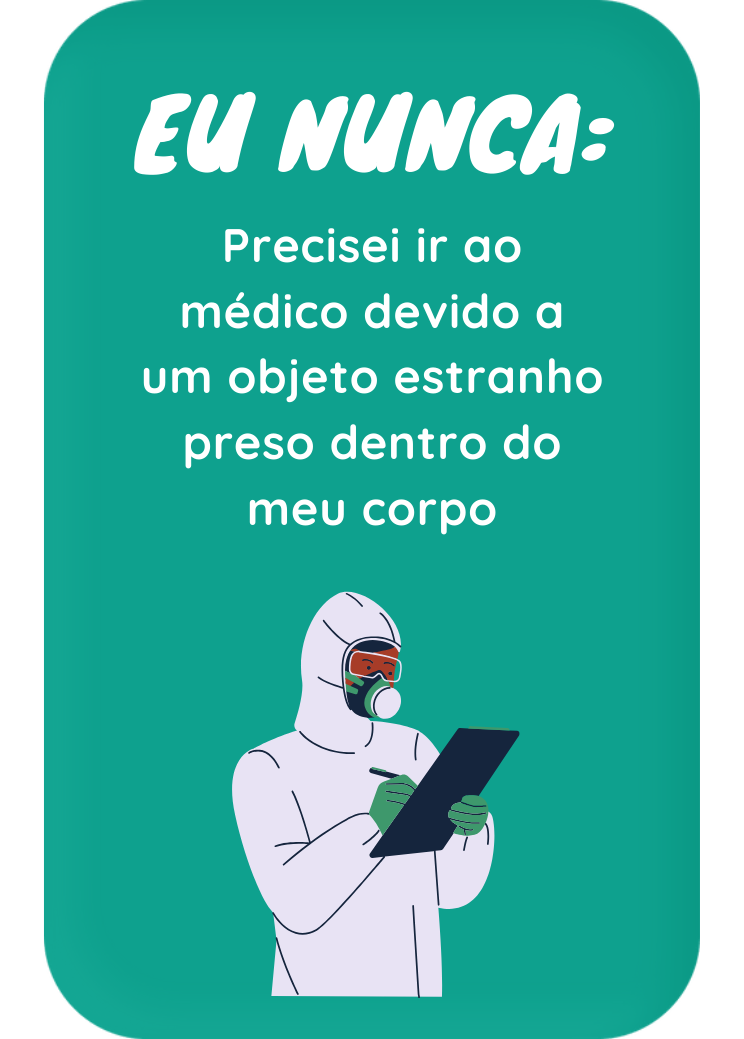 EU NUNCA:
Precisei ir ao
médico devido a
um objeto estranho
preso dentro do
meu corpo